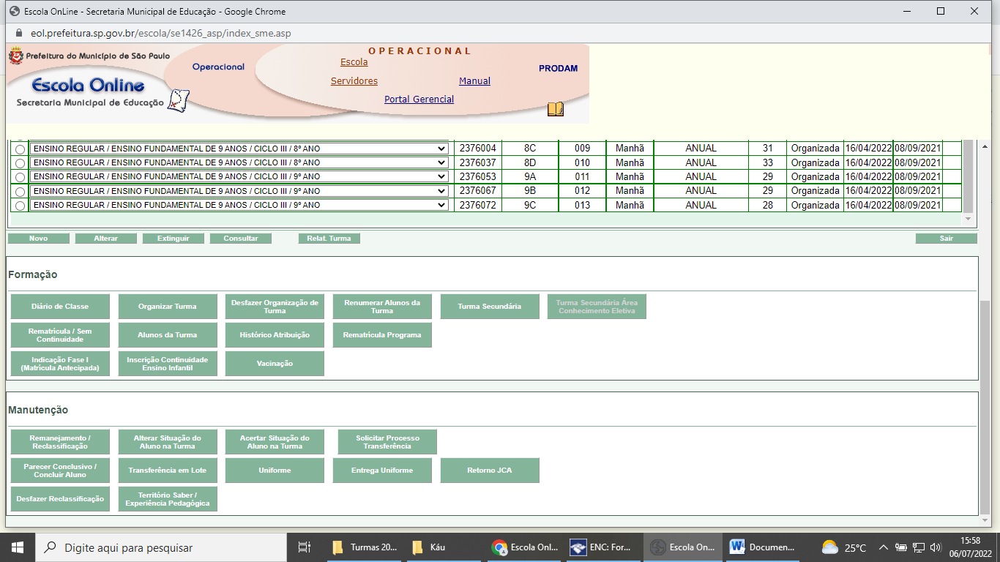 Escola OnLine - Secretaria Municipal de Educação - Google Chrome
eol.prefeitura.sp.gov.br/escola/se1426_asp/index_sme.asp
Prefeitura do Município de São Paulo
Escola Online
Secretaria Municipal de Educação
Operacional
OPERACIONAL
Escola
Servidores
Manual
Portal Gerencial
PRODAM
ENSINO REGULAR / ENSINO FUNDAMENTAL DE 9 ANOS / CICLO III / 8º ANO 2376004 8C 009 Manhã ANUAL 31 Organizada 16/04/2022 08/09/2021
ENSINO REGULAR / ENSINO FUNDAMENTAL DE 9 ANOS / CICLO III / 8º ANO 2376037 8D 010 Manhã ANUAL 33 Organizada 16/04/2022 08/09/2021
ENSINO REGULAR / ENSINO FUNDAMENTAL DE 9 ANOS / CICLO III / 9º ANO 2376053 9A 011 Manhã ANUAL 29 Organizada 16/04/2022 08/09/2021
ENSINO REGULAR / ENSINO FUNDAMENTAL DE 9 ANOS / CICLO III / 9º ANO 2376067 9B 012 Manhã ANUAL 29 Organizada 16/04/2022 08/09/2021
ENSINO REGULAR / ENSINO FUNDAMENTAL DE 9 ANOS / CICLO III / 9º ANO 2376072 9C 013 Manhã ANUAL 28 Organizada 16/04/2022 08/09/2021
Novo Alterar Extinguir Consultar Relat. Turma Sair
Formação
Diário de Classe
Organizar Turma
Desfazer Organização de
Turma
Renumerar Alunos da
Turma
Turma Secundária
Turma Secundária Área
Conhecimento Eletiva
Rematrícula / Sem
Continuidade
Alunos da Turma
Histórico Atribuição
Rematrícula Programa
Indicação Fase I
(Matrícula Antecipada)
Inscrição Continuidade
Ensino Infantil
Vacinação
Manutenção
Remanejamento /
Reclassificação
Alterar Situação do
Aluno na Turma
Acertar Situação do
Aluno na Turma
Solicitar Processo
Transferência
Parecer Conclusivo /
Concluir Aluno
Transferência em Lote
Uniforme
Entrega Uniforme
Retorno JCA
Desfazer Reclassificação
Território Saber /
Experiência Pedagógica
Digite aqui para pesquisar
Turmas 20...
Káu
Escola Onl...
ENC: For...
Escola On...
Documen...
25°C
15:58
06/07/2022